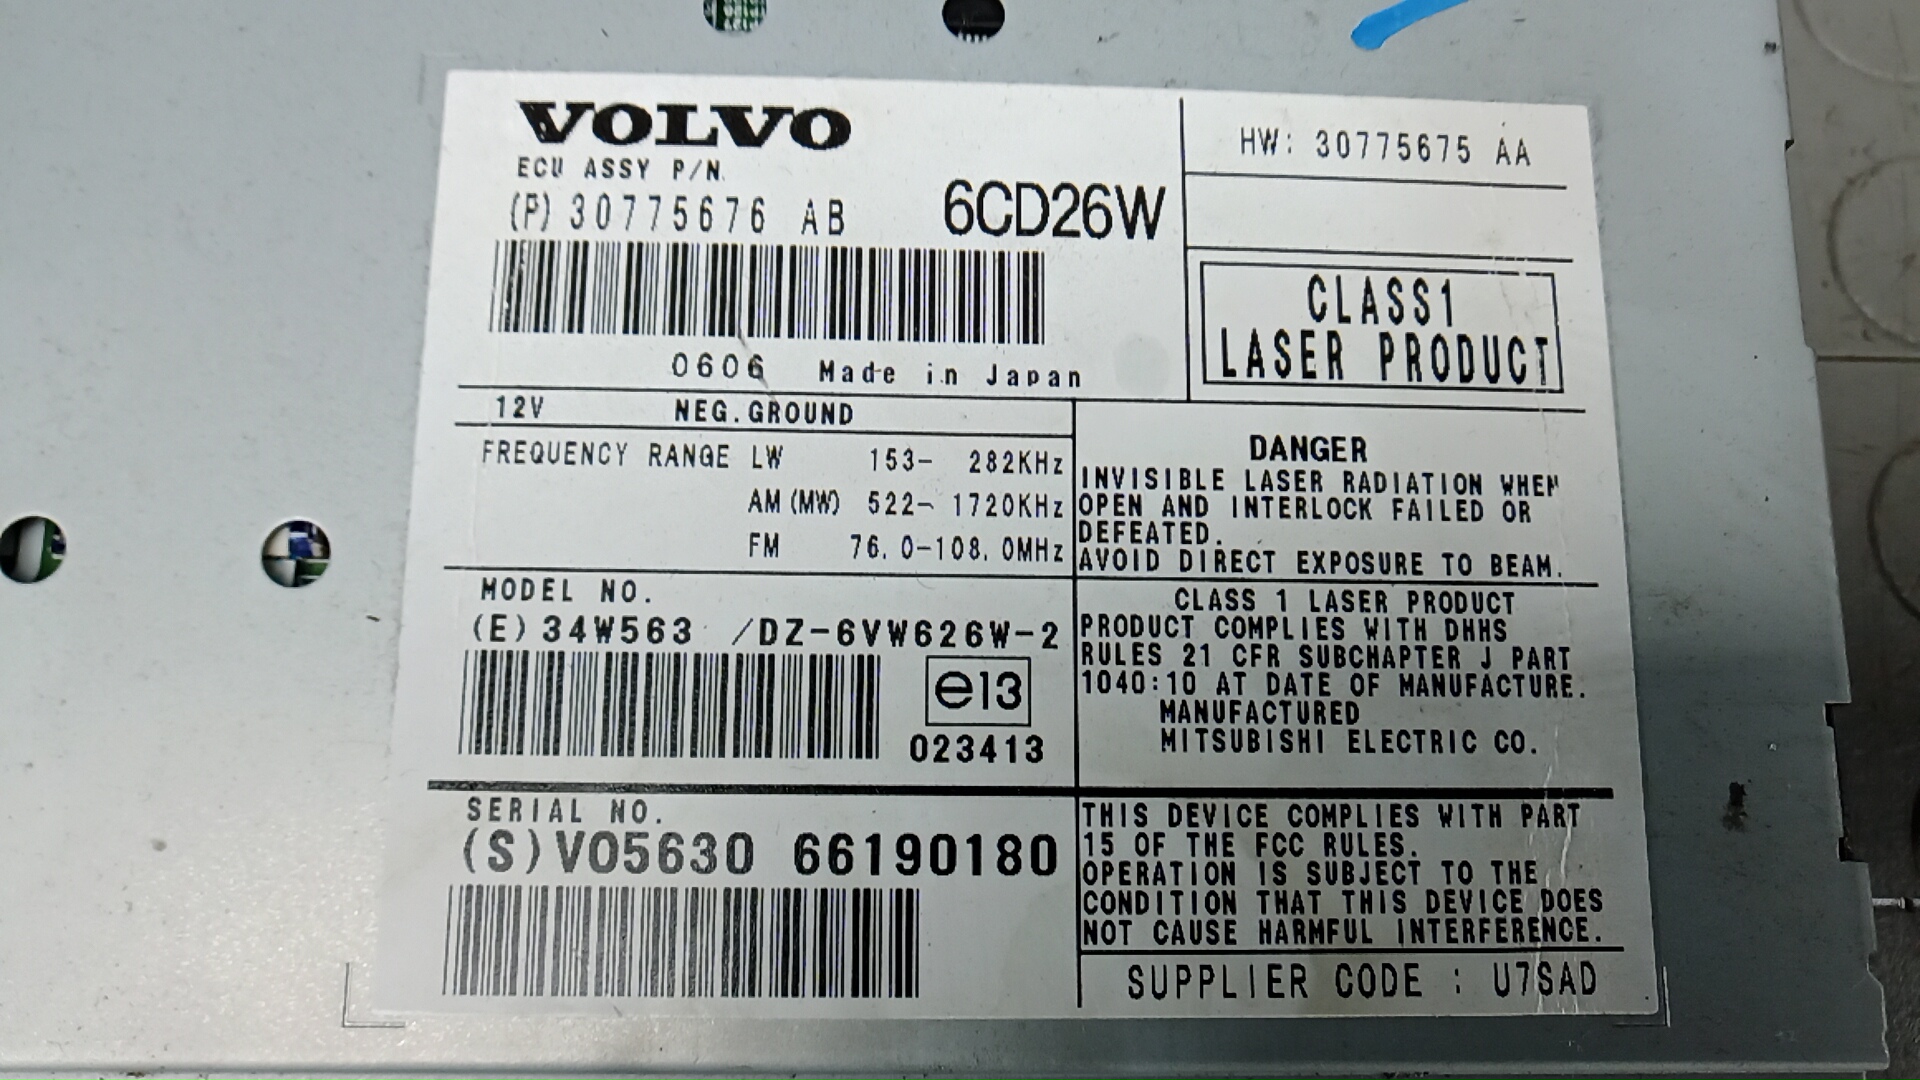 VOLVO
ECU ASSY P/N.
(P) 30775676 AB
6CD26W
0606 Made in Japan
HW: 30775675 AA
CLASS1
LASER PRODUCT
12V NEG.GROUND
FREQUENCY RANGE LW 153- 282KHz
AM (MW) 522- 1720KHz
FM 76.0-108.0MHz
DANGER
INVISIBLE LASER RADIATION WHEN
OPEN AND INTERLOCK FAILED OR
DEFEATED.
AVOID DIRECT EXPOSURE TO BEAM.
MODEL NO.
(E) 34W563 /DZ-6VW626W-2
e13
023413
CLASS 1 LASER PRODUCT
PRODUCT COMPLIES WITH DHHS
RULES 21 CFR SUBCHAPTER J PART
1040:10 AT DATE OF MANUFACTURE.
MANUFACTURED
MITSUBISHI ELECTRIC CO.
SERIAL NO.
(S) VO5630 66190180
THIS DEVICE COMPLIES WITH PART
15 OF THE FCC RULES.
OPERATION IS SUBJECT TO THE
CONDITION THAT THIS DEVICE DOES
NOT CAUSE HARMFUL INTERFERENCE.
SUPPLIER CODE : U7SAD